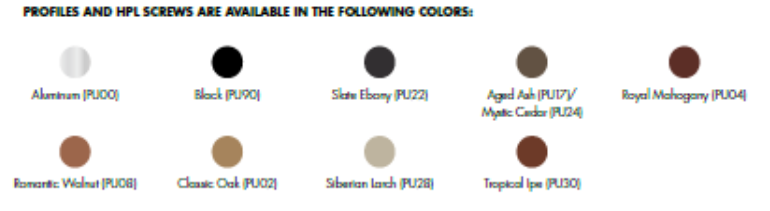 PROFILES AND HPL SCREWS ARE AVAILABLE IN THE FOLLOWING COLORS:
Aluminum (PU00)
Black (PU90)
Slate Ebony (PU22)
Aged Ash (PU17)/
Mystic Cedar (PU24)
Royal Mahogany (PU04)
Romantic Walnut (PU08)
Classic Oak (PU02)
Siberian Larch (PU28)
Tropical Ipe (PU30)